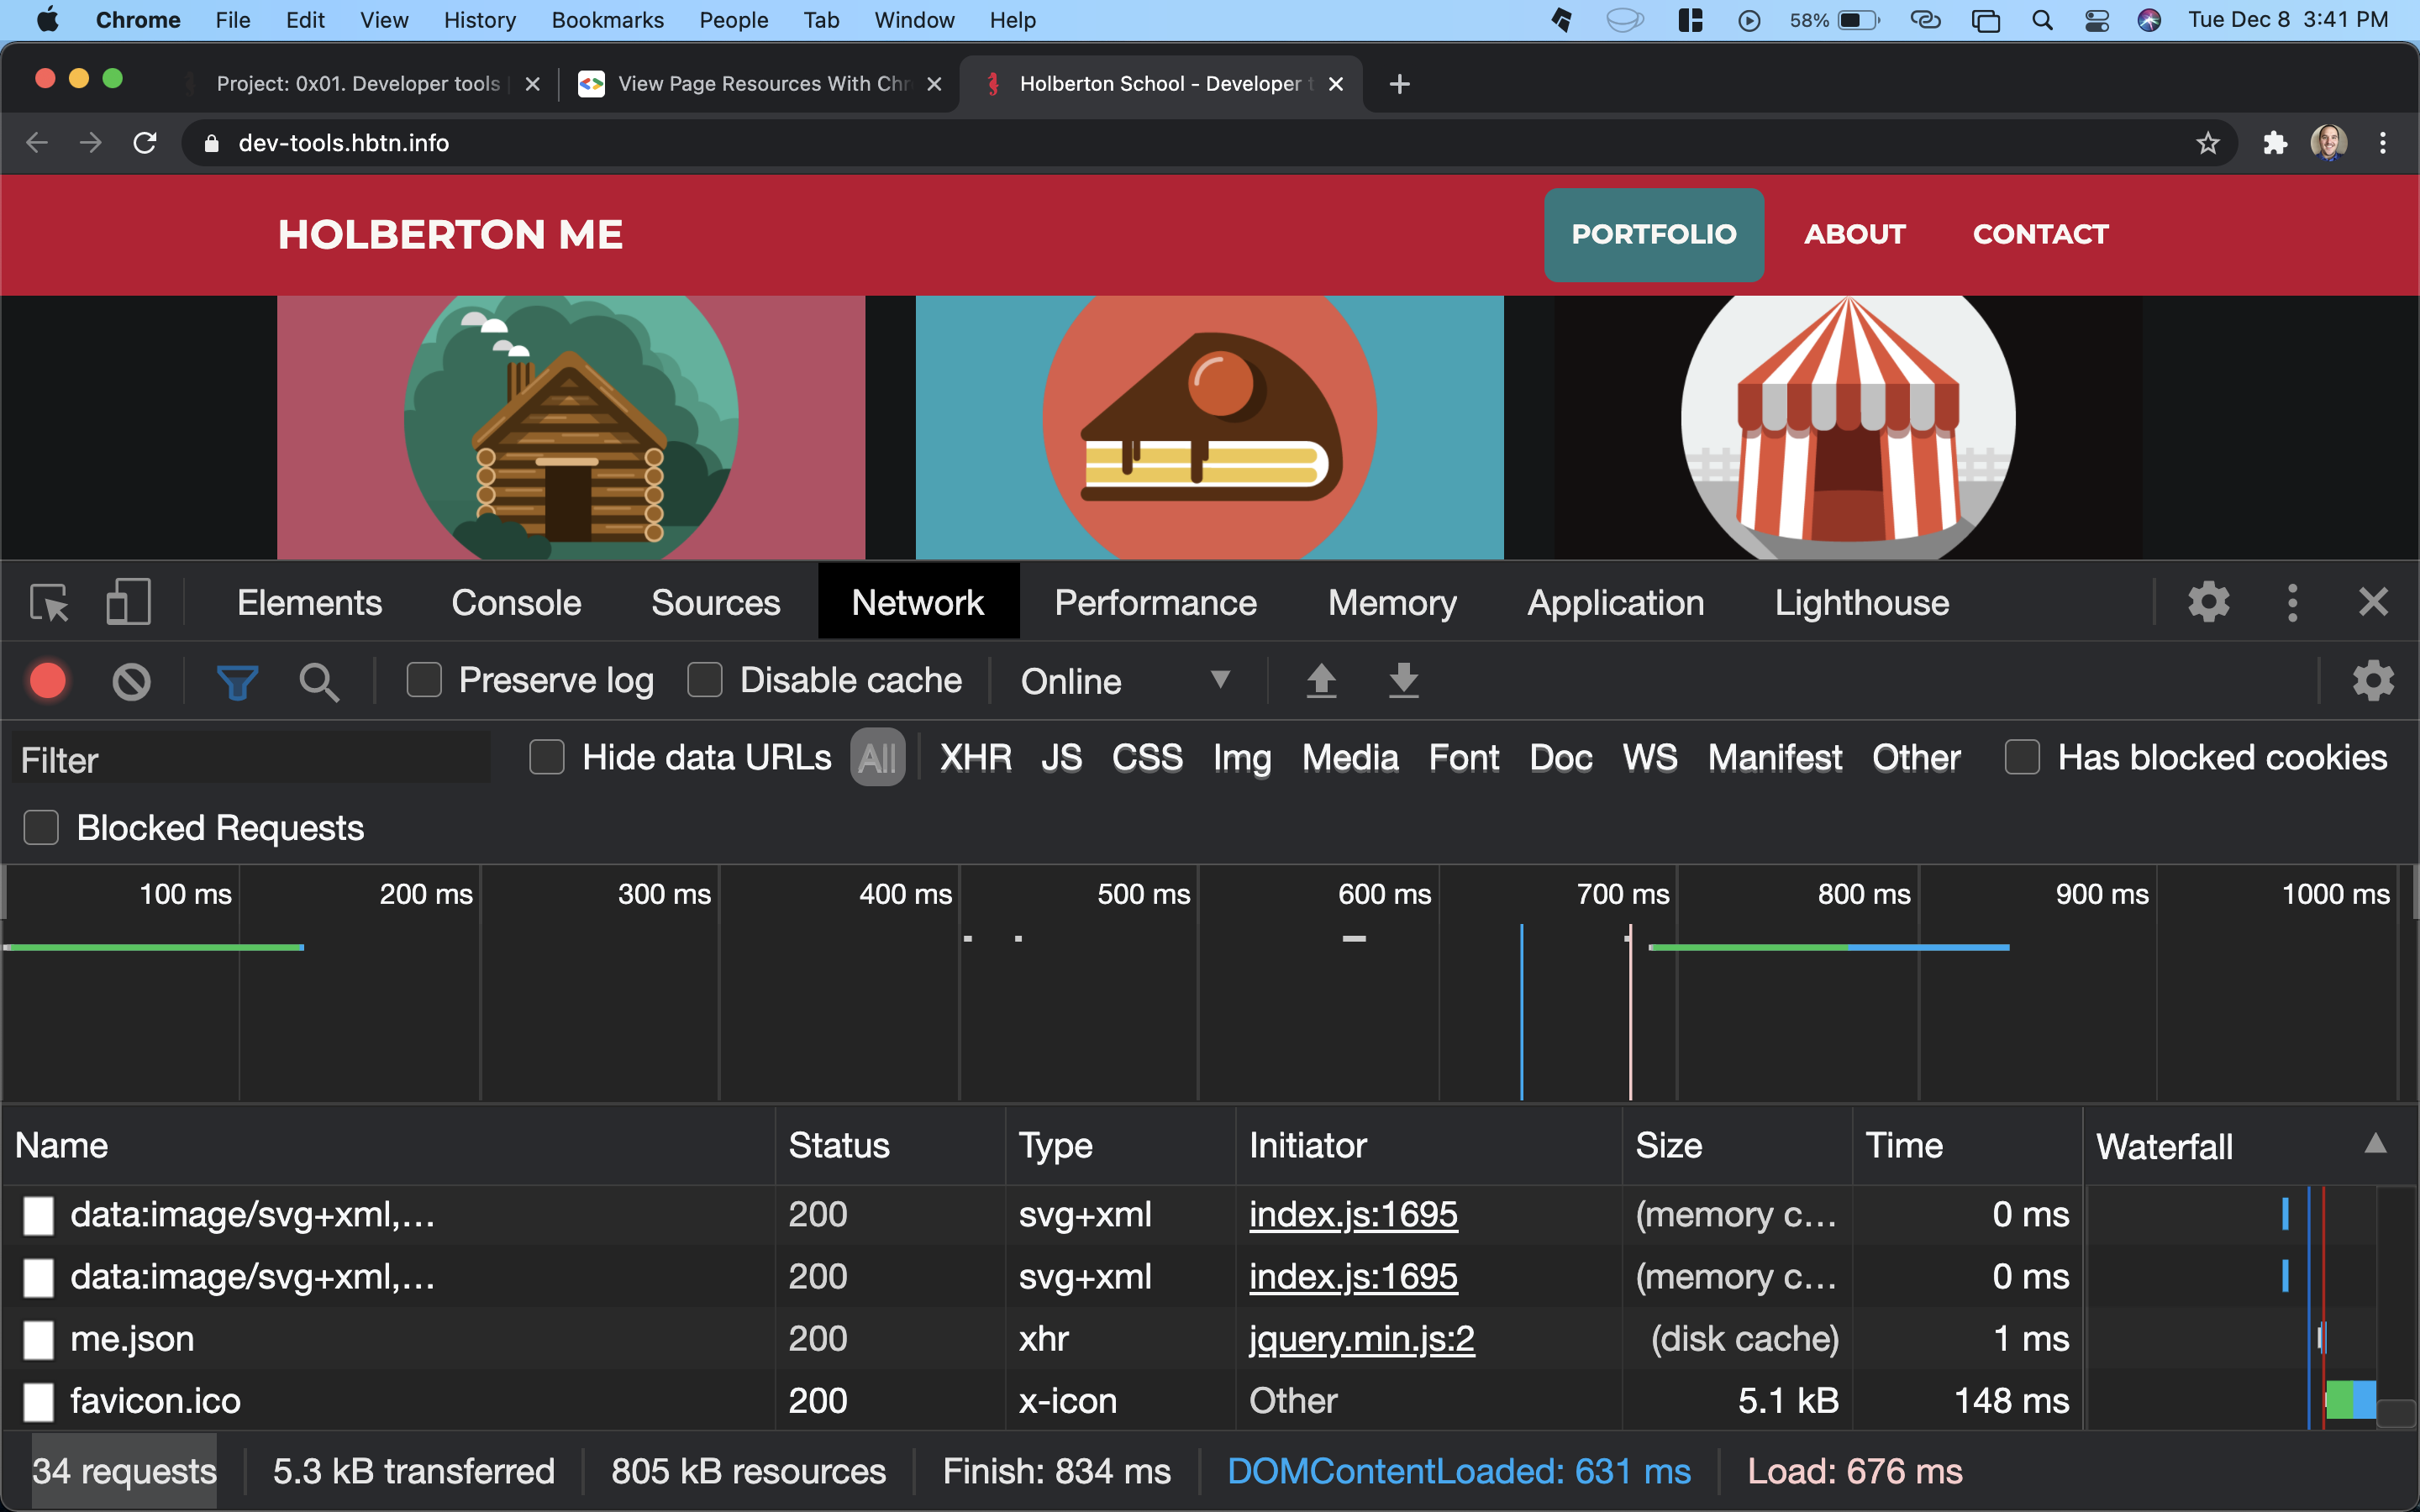 Chrome File Edit View History Bookmarks People Tab Window Help 58% Tue Dec 8 3:41 PM
Project: 0x01. Developer tools View Page Resources With Chr Holberton School - Developer t
dev-tools.hbtn.info
HOLBERTON ME PORTFOLIO ABOUT CONTACT
Elements Console Sources Network Performance Memory Application Lighthouse
Preserve log Disable cache Online
Filter Hide data URLs All XHR JS CSS Img Media Font Doc WS Manifest Other Has blocked cookies
Blocked Requests
100 ms 200 ms 300 ms 400 ms 500 ms 600 ms 700 ms 800 ms 900 ms 1000 ms
Name Status Type Initiator Size Time Waterfall
data:image/svg+xml,… 200 svg+xml index.js:1695 (memory c… 0 ms
data:image/svg+xml,… 200 svg+xml index.js:1695 (memory c… 0 ms
me.json 200 xhr jquery.min.js:2 (disk cache) 1 ms
favicon.ico 200 x-icon Other 5.1 kB 148 ms
34 requests 5.3 kB transferred 805 kB resources Finish: 834 ms DOMContentLoaded: 631 ms Load: 676 ms